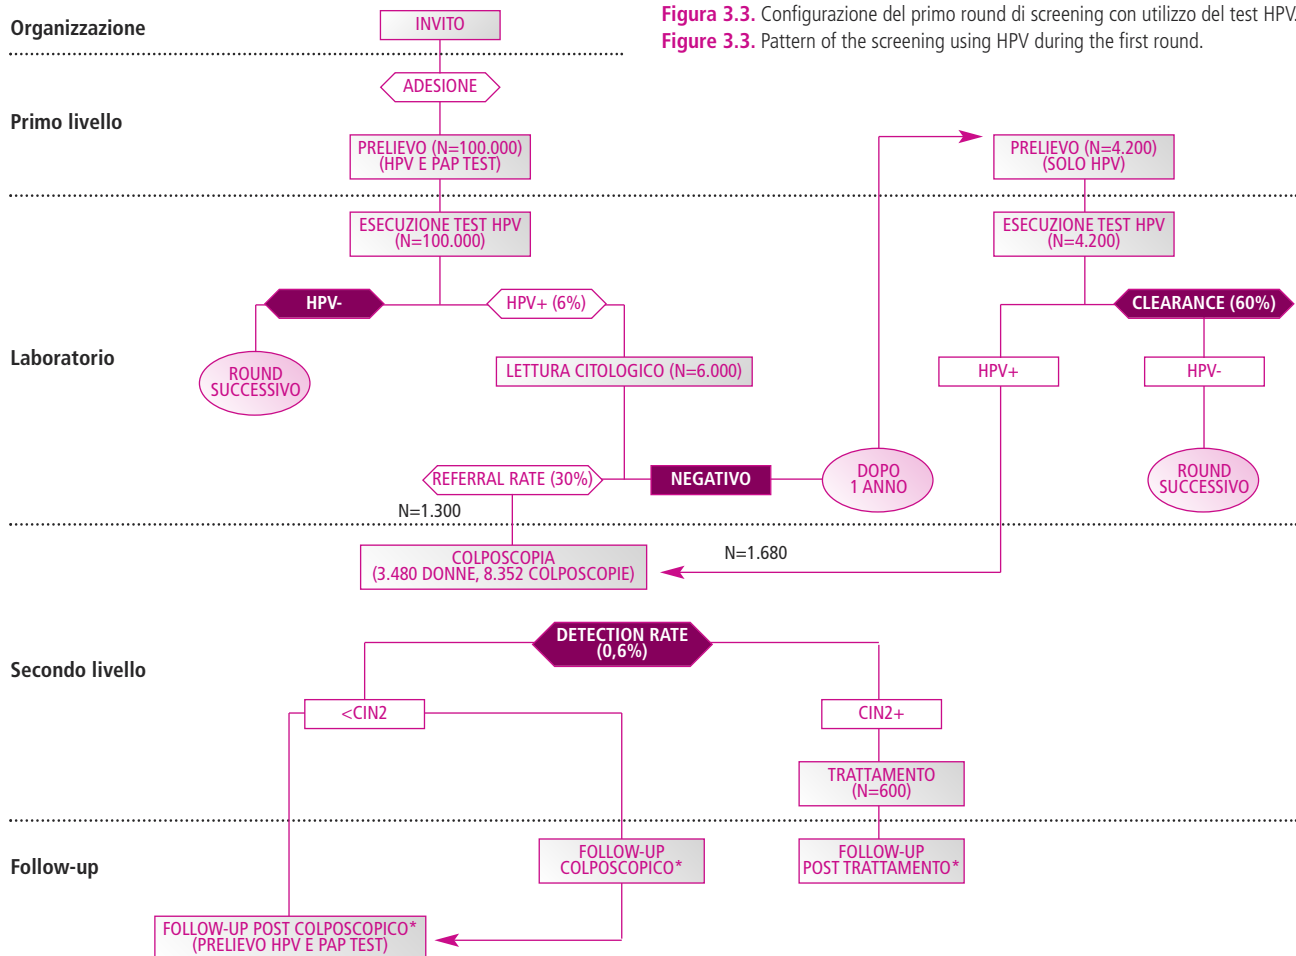 Figura 3.3. Configurazione del primo round di screening con utilizzo del test HPV.
Figure 3.3. Pattern of the screening using HPV during the first round.
Organizzazione
INVITO
ADESIONE
Primo livello
PRELIEVO (N=100.000)
(HPV E PAP TEST)
PRELIEVO (N=4.200)
(SOLO HPV)
ESECUZIONE TEST HPV
(N=100.000)
ESECUZIONE TEST HPV
(N=4.200)
HPV-
HPV+ (6%)
CLEARANCE (60%)
Laboratorio
ROUND
SUCCESSIVO
LETTURA CITOLOGICO (N=6.000)
HPV+
HPV-
REFERRAL RATE (30%)
NEGATIVO
DOPO
1 ANNO
ROUND
SUCCESSIVO
N=1.300
N=1.680
COLPOSCOPIA
(3.480 DONNE, 8.352 COLPOSCOPIE)
DETECTION RATE
(0,6%)
Secondo livello
<CIN2
CIN2+
TRATTAMENTO
(N=600)
Follow-up
FOLLOW-UP
COLPOSCOPICO*
FOLLOW-UP
POST TRATTAMENTO*
FOLLOW-UP POST COLPOSCOPICO*
(PRELIEVO HPV E PAP TEST)